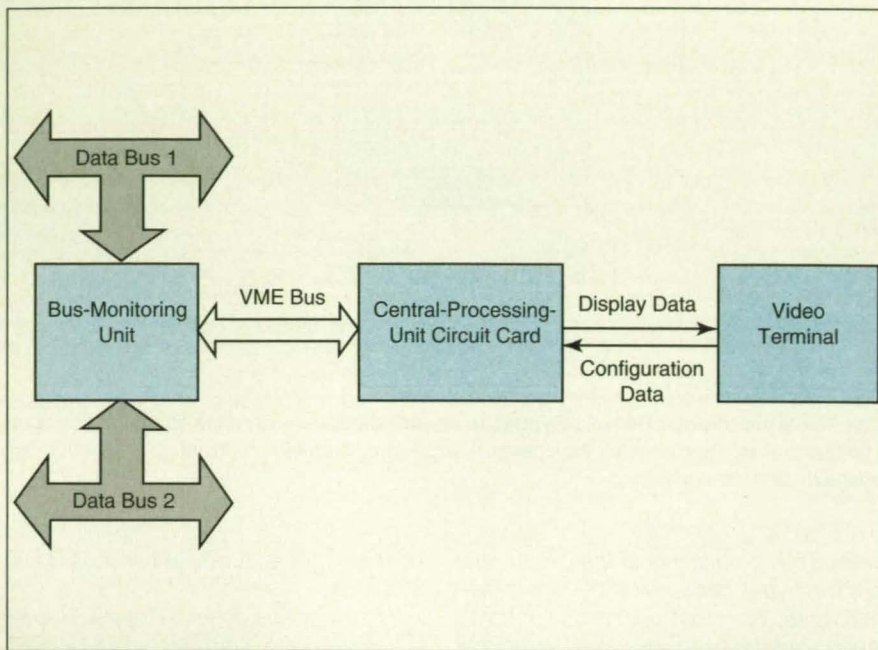 Data Bus 1
Bus-Monitoring
Unit
VME Bus
Central-Processing-
Unit Circuit Card
Display Data
Configuration
Data
Video
Terminal
Data Bus 2